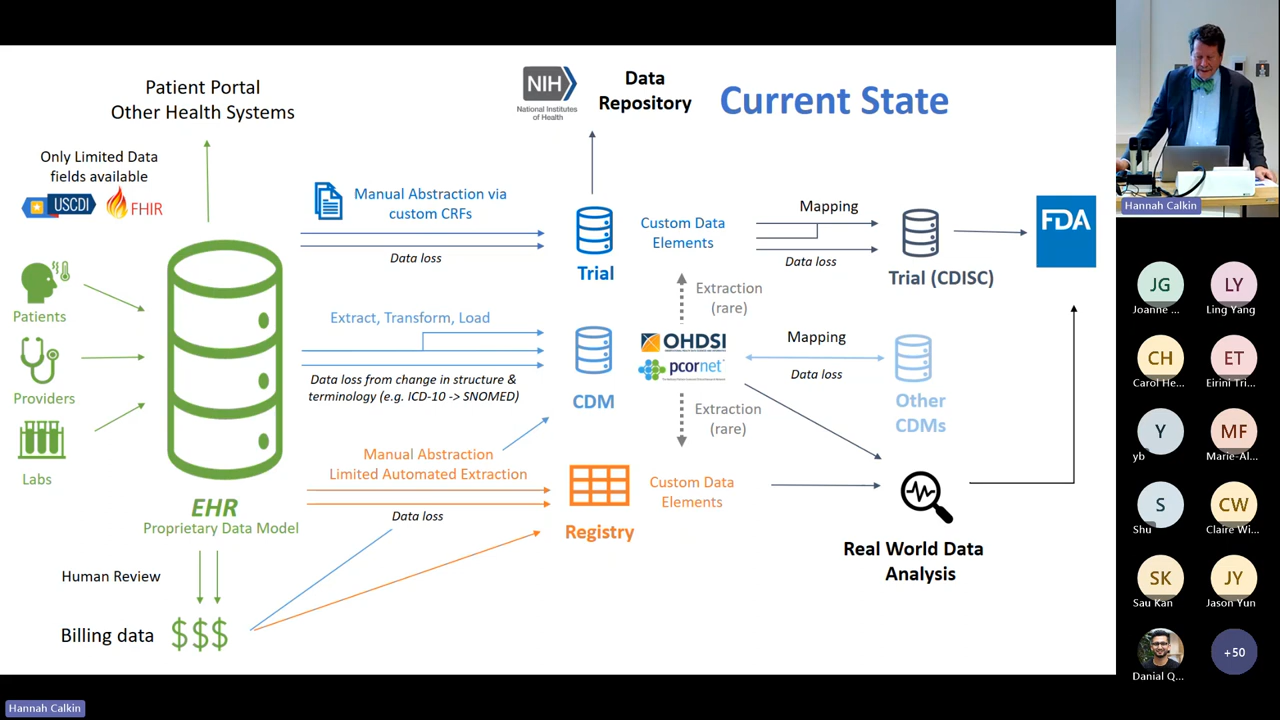 Patient Portal
Other Health Systems
Only Limited Data
fields available
USCDI
FHIR
Patients
Providers
Labs
EHR
Proprietary Data Model
Human Review
Billing data
$$$
Manual Abstraction via
custom CRFs
Data loss
Extract, Transform, Load
Data loss from change in structure &
terminology (e.g. ICD-10 -> SNOMED)
Manual Abstraction
Limited Automated Extraction
Data loss
NIH
National Institutes
of Health
Data
Repository
Current State
Trial
Custom Data
Elements
Mapping
Data loss
Trial (CDISC)
FDA
Extraction
(rare)
CDM
OHDSI
pcornet
Mapping
Data loss
Other
CDMs
Extraction
(rare)
Registry
Custom Data
Elements
Real World Data
Analysis
Hannah Calkin
JG
Joanne ...
LY
Ling Yang
CH
Carol He...
ET
Eirini Tri...
Y
yb
MF
Marie-Al...
S
Shu
CW
Claire Wi...
SK
Sau Kan
JY
Jason Yun
Danial Q...
+50
Hannah Calkin